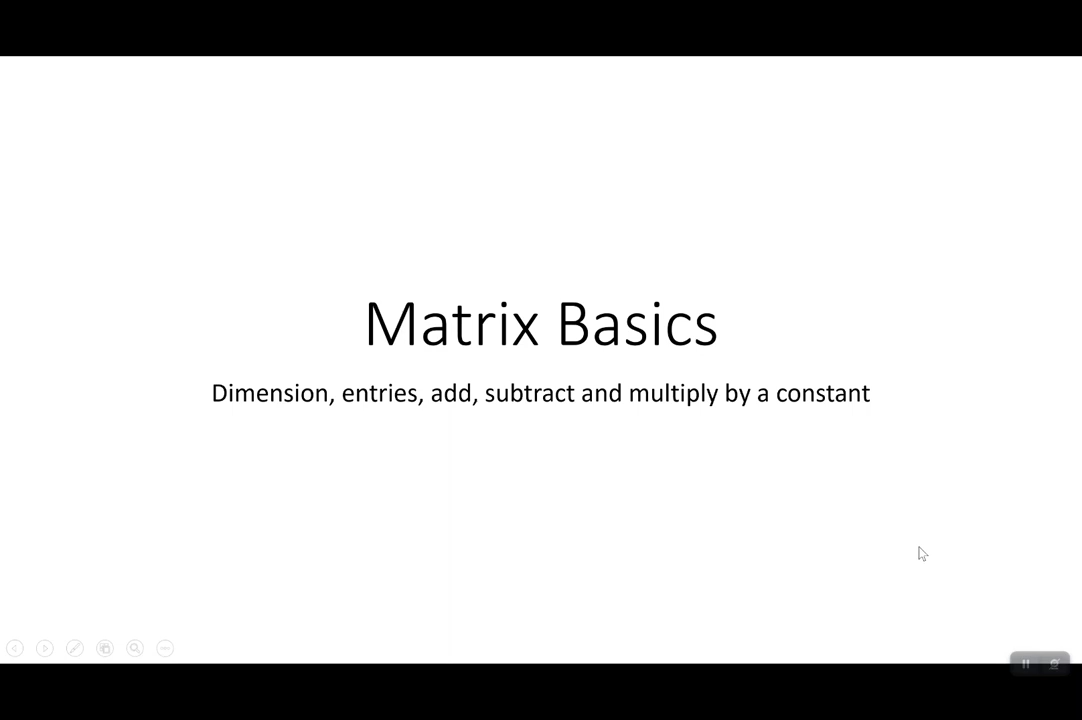 Matrix Basics
Dimension, entries, add, subtract and multiply by a constant